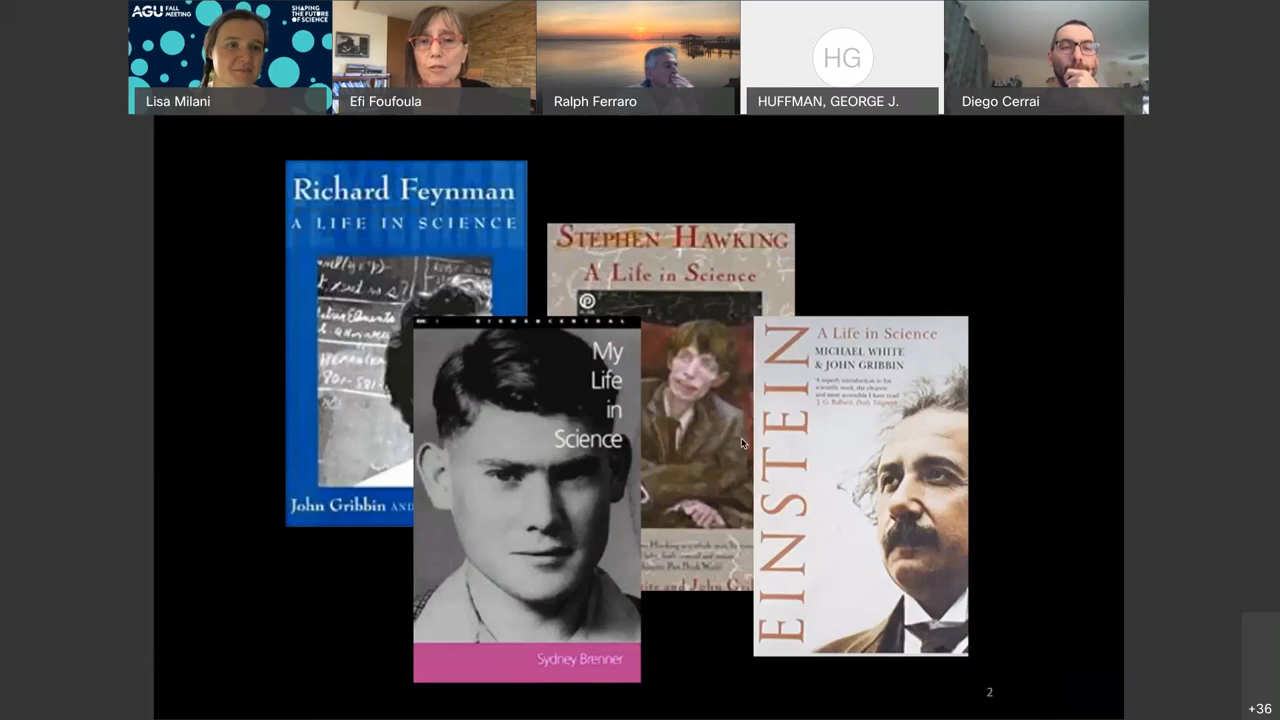 AGU FALL MEETING
SHAPING THE FUTURE OF SCIENCE
Lisa Milani
Efi Foufoula
Ralph Ferraro
HG
HUFFMAN, GEORGE J.
Diego Cerrai
Richard Feynman
A LIFE IN SCIENCE
John Gribbin AND
STEPHEN HAWKING
A Life in Science
My
Life
in
Science
Sydney Brenner
EINSTEIN
A Life in Science
MICHAEL WHITE
& JOHN GRIBBIN
2
+36